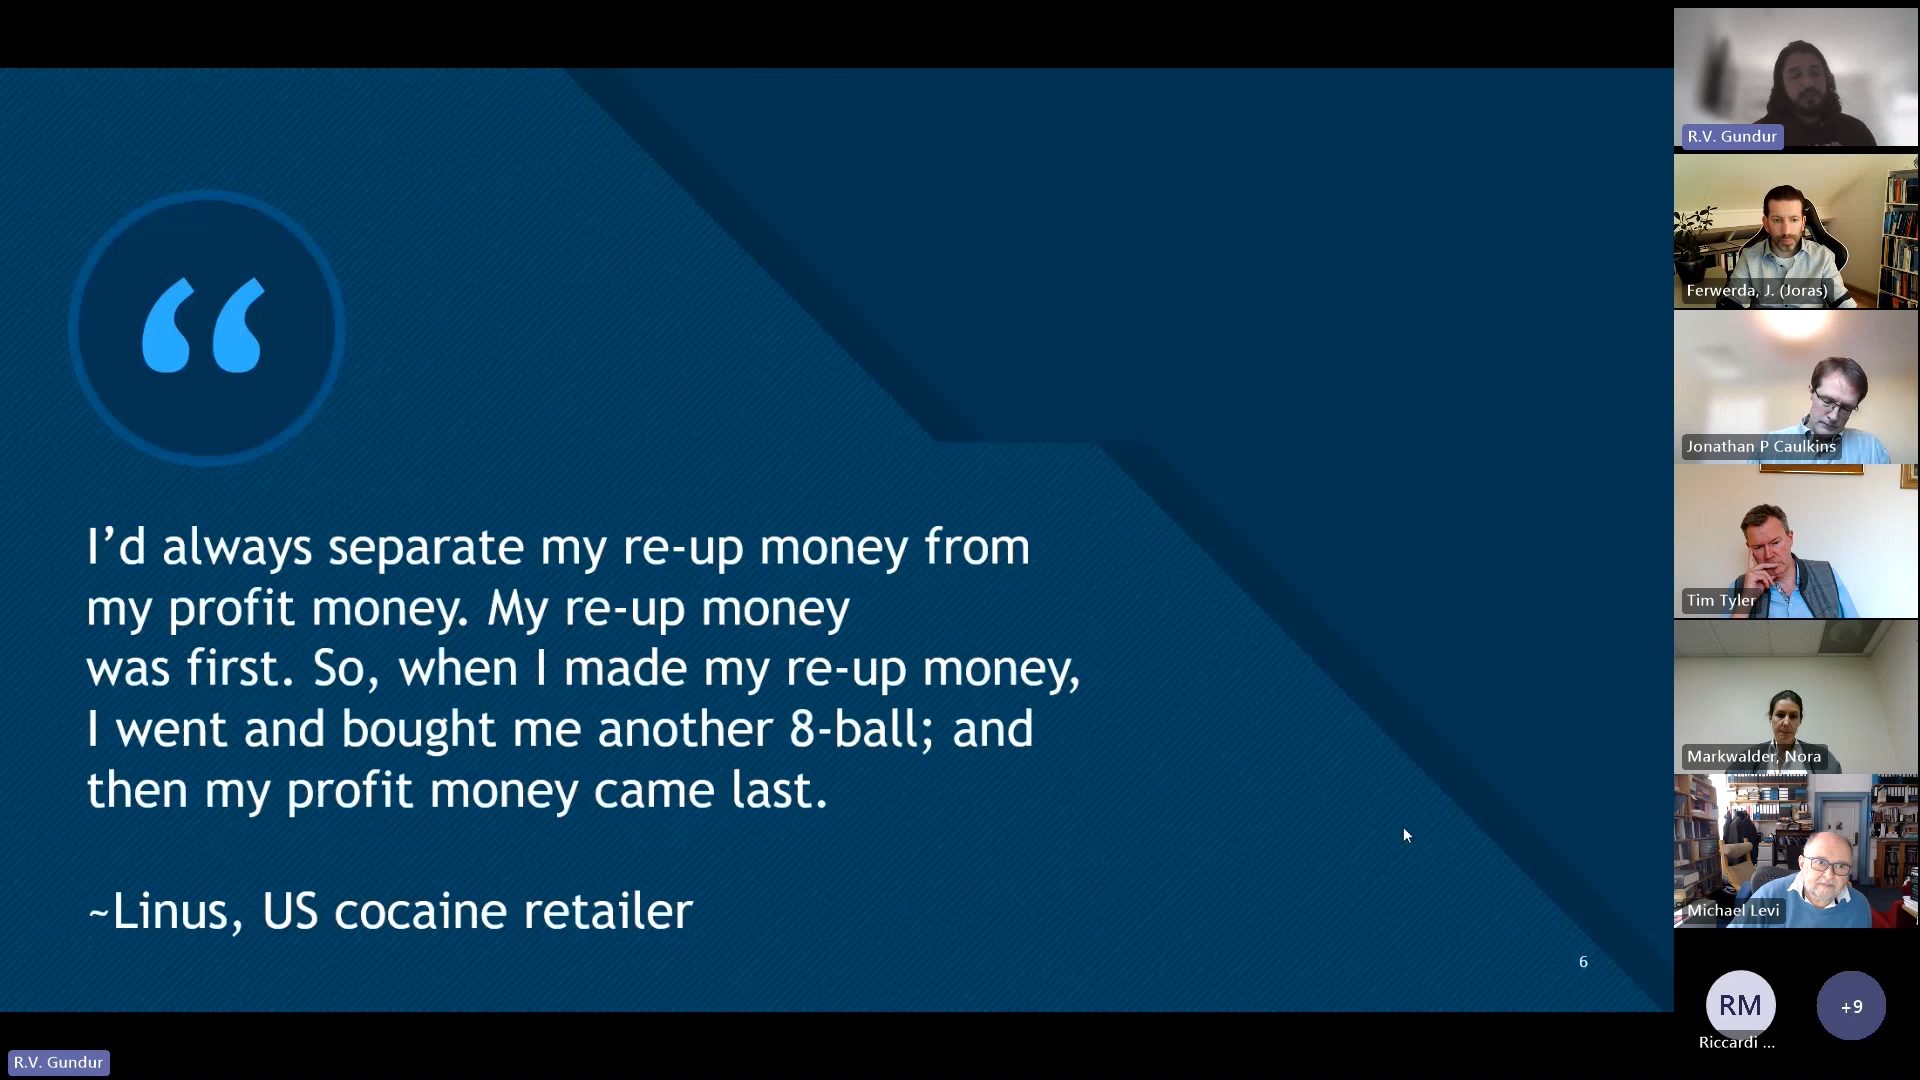 “
I’d always separate my re-up money from
my profit money. My re-up money
was first. So, when I made my re-up money,
I went and bought me another 8-ball; and
then my profit money came last.
~Linus, US cocaine retailer
6
R.V. Gundur
R.V. Gundur
Ferwerda, J. (Joras)
Jonathan P Caulkins
Tim Tyler
Markwalder, Nora
Michael Levi
RM
Riccardi ...
+9